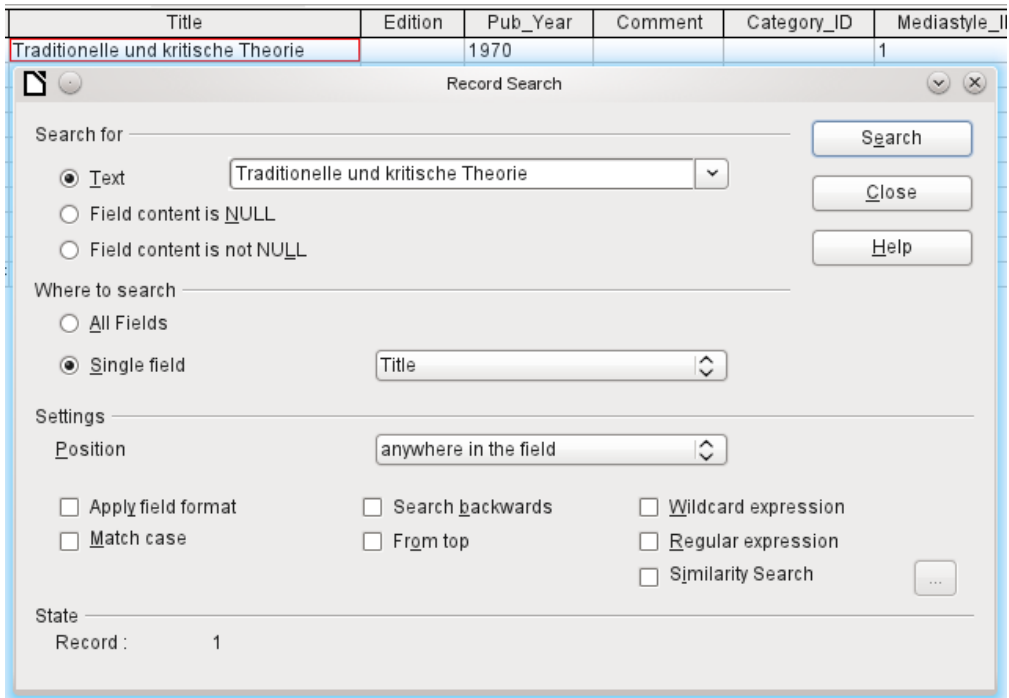 Title Edition Pub_Year Comment Category_ID Mediastyle_I
Traditionelle und kritische Theorie 1970 1
Record Search
Search for
Search
Text Traditionelle und kritische Theorie
Close
Field content is NULL
Field content is not NULL
Help
Where to search
All Fields
Single field Title
Settings
Position anywhere in the field
Apply field format Search backwards Wildcard expression
Match case From top Regular expression
Similarity Search ...
State
Record : 1